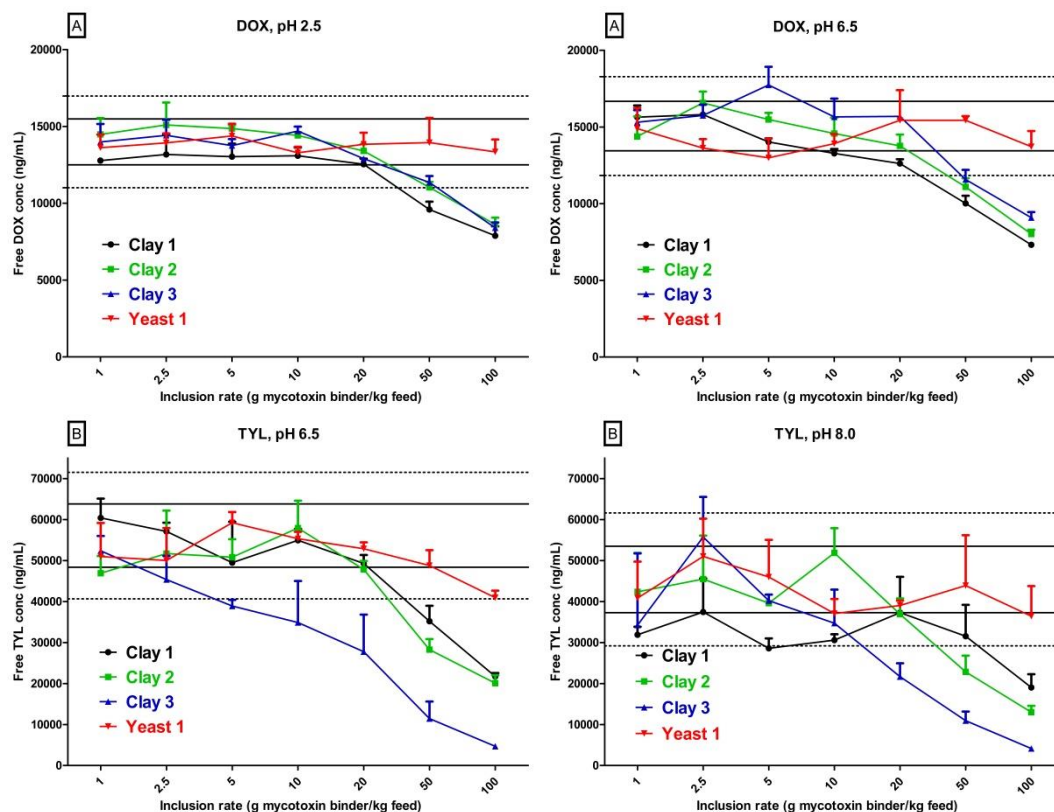 A
DOX, pH 2.5
20000
15000
10000
5000
0
Free DOX conc (ng/mL)
Clay 1
Clay 2
Clay 3
Yeast 1
1
2.5
5
10
20
50
100
Inclusion rate (g mycotoxin binder/kg feed)
A
DOX, pH 6.5
20000
15000
10000
5000
0
Free DOX conc (ng/mL)
Clay 1
Clay 2
Clay 3
Yeast 1
1
2.5
5
10
20
50
100
Inclusion rate (g mycotoxin binder/kg feed)
B
TYL, pH 6.5
70000
60000
50000
40000
30000
20000
10000
0
Free TYL conc (ng/mL)
Clay 1
Clay 2
Clay 3
Yeast 1
1
2.5
5
10
20
50
100
Inclusion rate (g mycotoxin binder/kg feed)
B
TYL, pH 8.0
70000
60000
50000
40000
30000
20000
10000
0
Free TYL conc (ng/mL)
Clay 1
Clay 2
Clay 3
Yeast 1
1
2.5
5
10
20
50
100
Inclusion rate (g mycotoxin binder/kg feed)